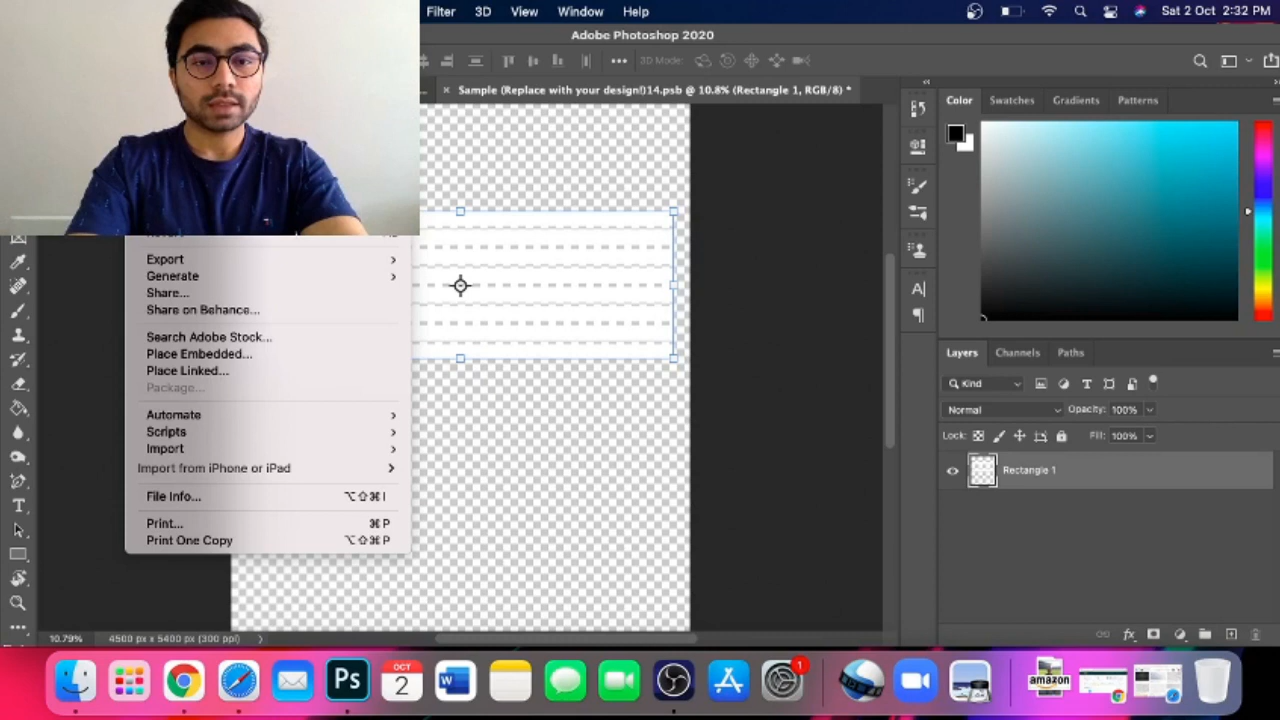 Filter 3D View Window Help Sat 2 Oct 2:32 PM
Adobe Photoshop 2020
3D Mode:
Sample (Replace with your design!)14.psb @ 10.8% (Rectangle 1, RGB/8) *
Color Swatches Gradients Patterns
Export
Generate
Share...
Share on Behance...
Search Adobe Stock...
Place Embedded...
Place Linked...
Package...
Automate
Scripts
Import
Import from iPhone or iPad
File Info... ⌥⇧⌘I
Print... ⌘P
Print One Copy ⌥⇧⌘P
Layers Channels Paths
Kind
Normal Opacity: 100%
Lock: Fill: 100%
Rectangle 1
10.79% 4500 px x 5400 px (300 ppi)
OCT
2
Ps
W
1
amazon